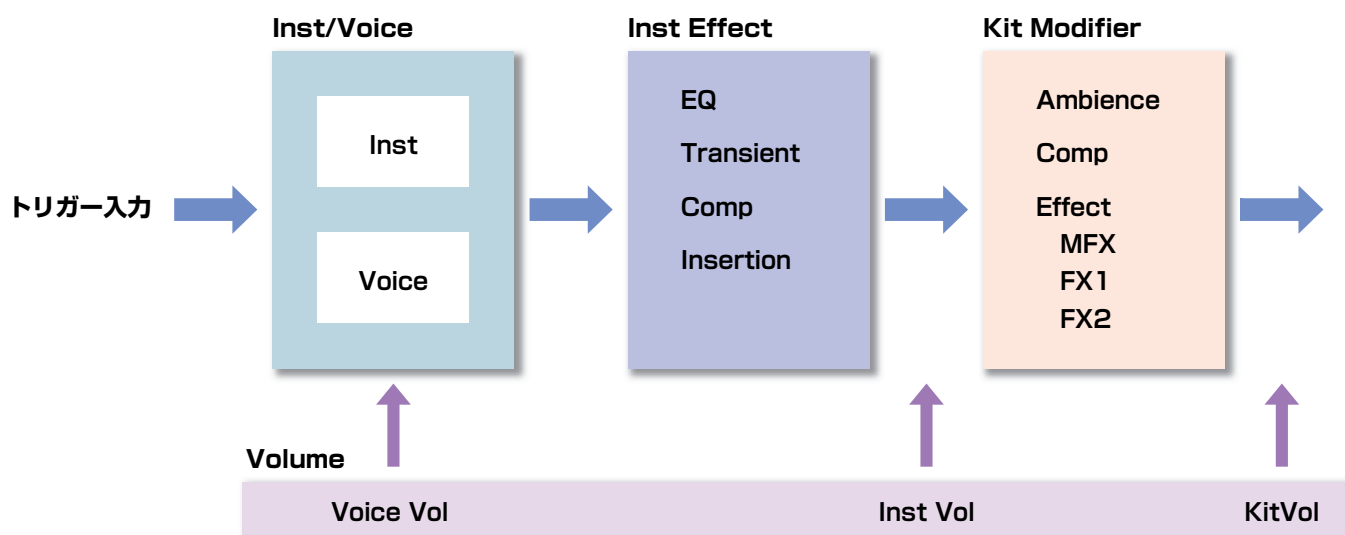 Inst/Voice
Inst Effect
Kit Modifier
トリガー入力
Inst
Voice
EQ
Transient
Comp
Insertion
Ambience
Comp
Effect
MFX
FX1
FX2
Volume
Voice Vol
Inst Vol
KitVol